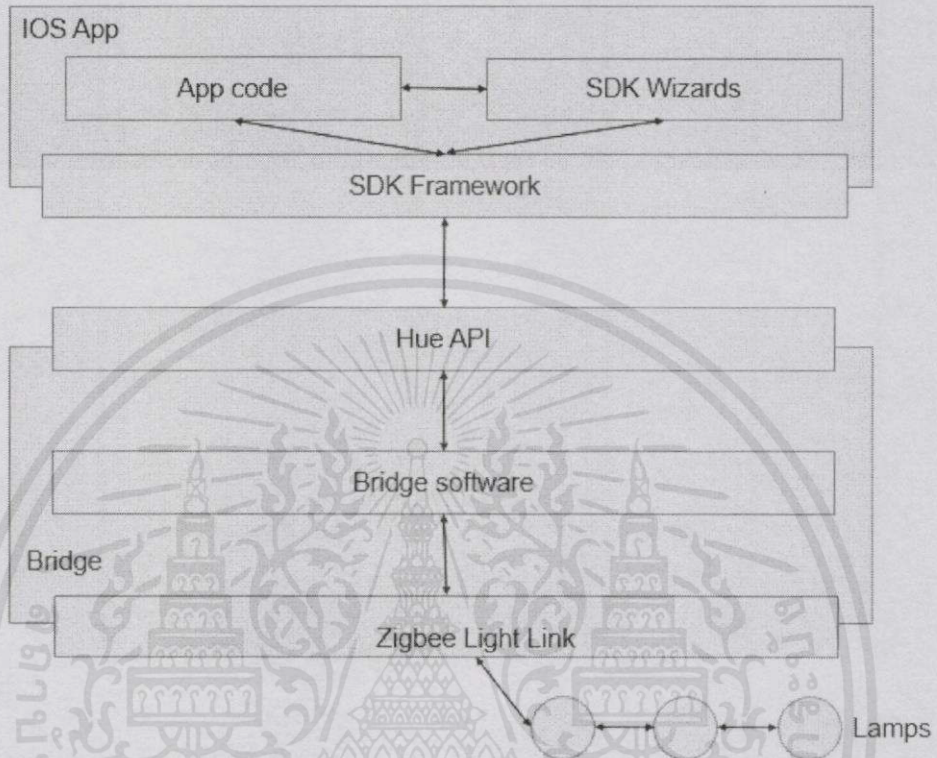 IOS App
App code
SDK Wizards
SDK Framework
Hue API
Bridge software
Bridge
Zigbee Light Link
Lamps